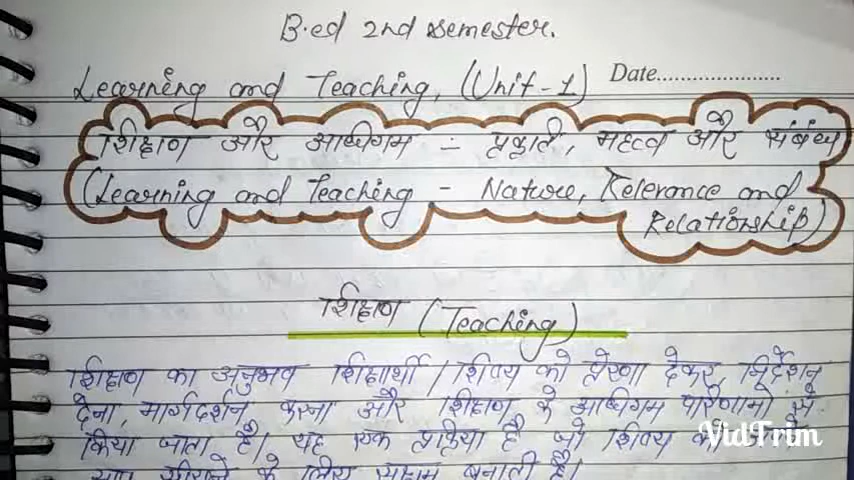 B.ed 2nd semester.
Learning and Teaching, (Unit-1) Date......................
शिक्षण और अधिगम - प्रकृति, महत्व और संबंध
(Learning and Teaching - Nature, Relevance and
Relationship)
शिक्षण (Teaching)
शिक्षण का अनुभव शिक्षार्थी / शिष्य को प्रेरणा देकर, निर्देशन
देना, मार्गदर्शन करना और शिक्षण के अधिगम परिणामों से
किया जाता है। यह एक प्रक्रिया है जो शिष्य को
आप सीखने के लिए सक्षम बनाती है।
VidTrim